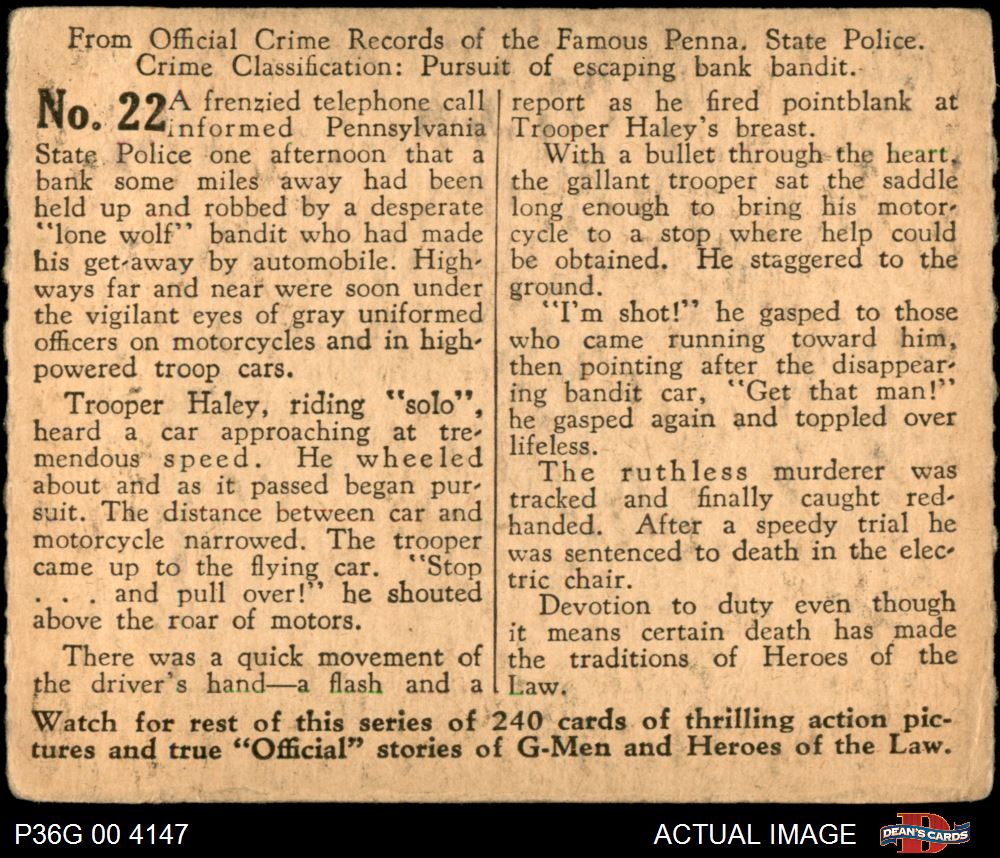 From Official Crime Records of the Famous Penna. State Police.
Crime Classification: Pursuit of escaping bank bandit.
No. 22 A frenzied telephone call
informed Pennsylvania
State Police one afternoon that a
bank some miles away had been
held up and robbed by a desperate
"lone wolf" bandit who had made
his get-away by automobile. High-
ways far and near were soon under
the vigilant eyes of gray uniformed
officers on motorcycles and in high-
powered troop cars.
Trooper Haley, riding "solo",
heard a car approaching at tre-
mendous speed. He wheeled
about and as it passed began pur-
suit. The distance between car and
motorcycle narrowed. The trooper
came up to the flying car. "Stop
. . . and pull over!" he shouted
above the roar of motors.
There was a quick movement of
the driver's hand—a flash and a
report as he fired pointblank at
Trooper Haley's breast.
With a bullet through the heart,
the gallant trooper sat the saddle
long enough to bring his motor-
cycle to a stop where help could
be obtained. He staggered to the
ground.
"I'm shot!" he gasped to those
who came running toward him,
then pointing after the disappear-
ing bandit car, "Get that man!"
he gasped again and toppled over
lifeless.
The ruthless murderer was
tracked and finally caught red-
handed. After a speedy trial he
was sentenced to death in the elec-
tric chair.
Devotion to duty even though
it means certain death has made
the traditions of Heroes of the
Law.
Watch for rest of this series of 240 cards of thrilling action pic-
tures and true "Official" stories of G-Men and Heroes of the Law.
P36G 00 4147
ACTUAL IMAGE
DEAN'S CARDS